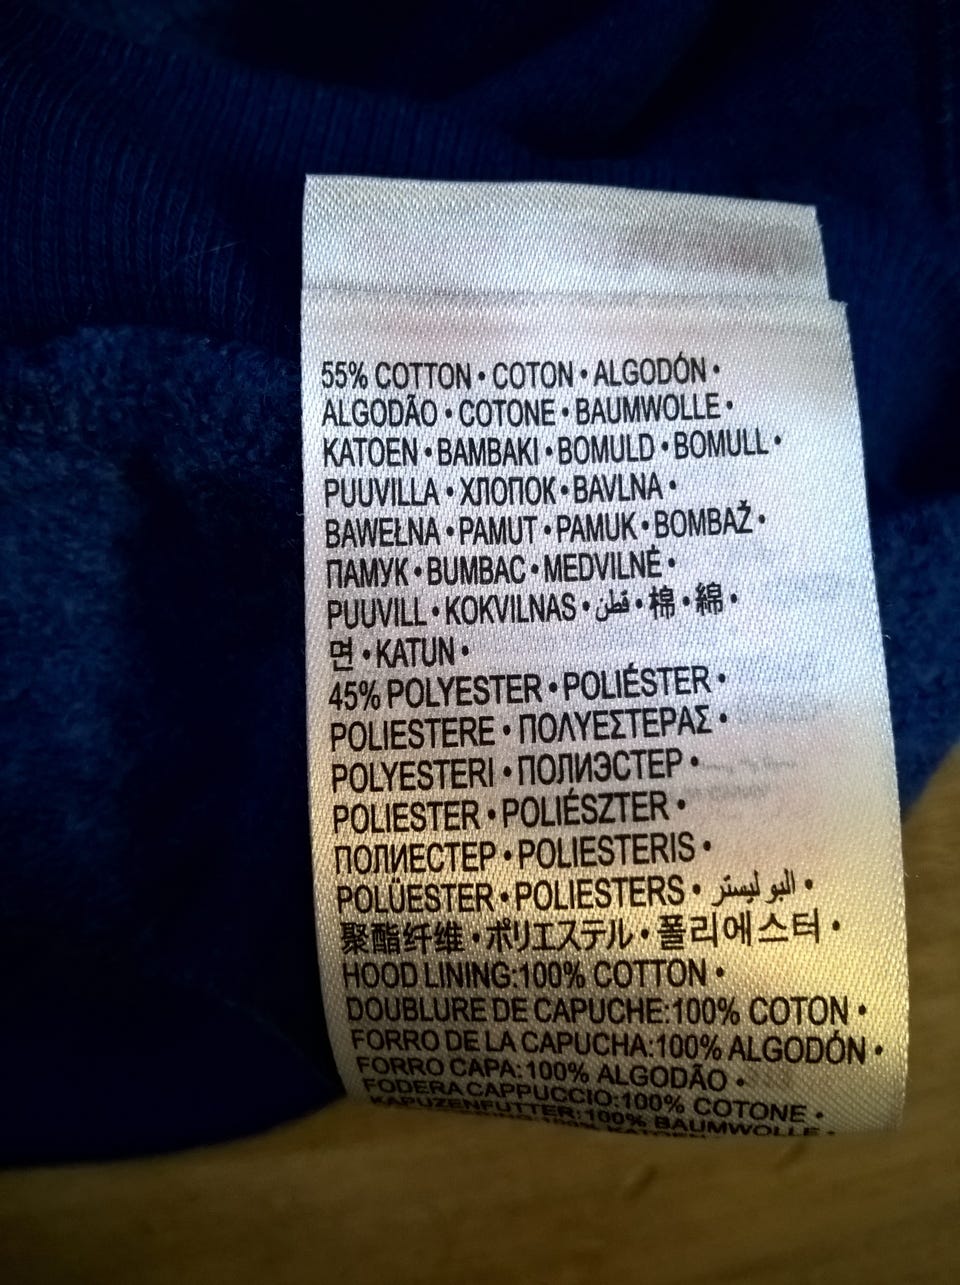 55% COTTON • COTON • ALGODÓN •
ALGODÃO • COTONE • BAUMWOLLE •
KATOEN • BAMBAKI • BOMULD • BOMULL •
PUUVILLA • ХЛОПОК • BAVLNA •
BAWEŁNA • PAMUT • PAMUK • BOMBAŽ •
ПАМУК • BUMBAC • MEDVILNĖ •
PUUVILL • KOKVILNAS • قطن • 棉 • 綿 •
면 • KATUN •
45% POLYESTER • POLIÉSTER •
POLIESTERE • ΠΟΛΥΕΣΤΕΡΑΣ •
POLYESTERI • ПОЛИЭСТЕР •
POLIESTER • POLIÉSZTER •
ПОЛИЕСТЕР • POLIESTERIS •
POLÜESTER • POLIESTERS • البو ليستر •
聚酯纤维 • ポリエステル • 폴리에스터 •
HOOD LINING:100% COTTON •
DOUBLURE DE CAPUCHE:100% COTON •
FORRO DE LA CAPUCHA:100% ALGODÓN •
FORRO CAPA:100% ALGODÃO •
FODERA CAPPUCCIO:100% COTONE •
KAPUZENFUTTER:100% BAUMWOLLE •
:100% KATOEN